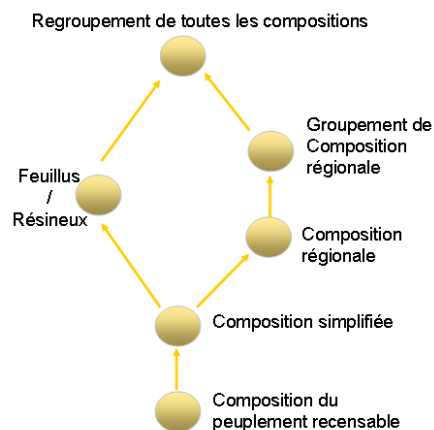 Regroupement de toutes les compositions
Groupement de
Composition
régionale
Feuillus
/
Résineux
Composition
régionale
Composition simplifiée
Composition du
peuplement recensable